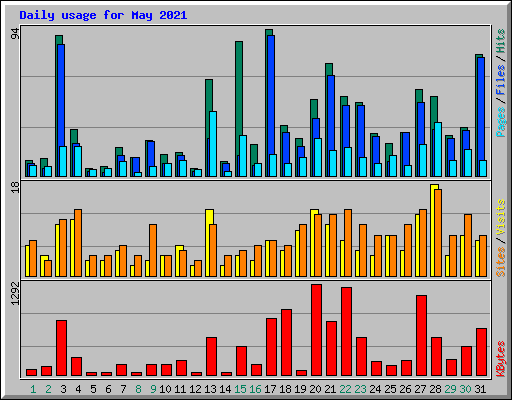 Daily usage for May 2021
94
Pages / Files / Hits
18
Sites / Visits
1292
KBytes
1 2 3 4 5 6 7 8 9 10 11 12 13 14 15 16 17 18 19 20 21 22 23 24 25 26 27 28 29 30 31